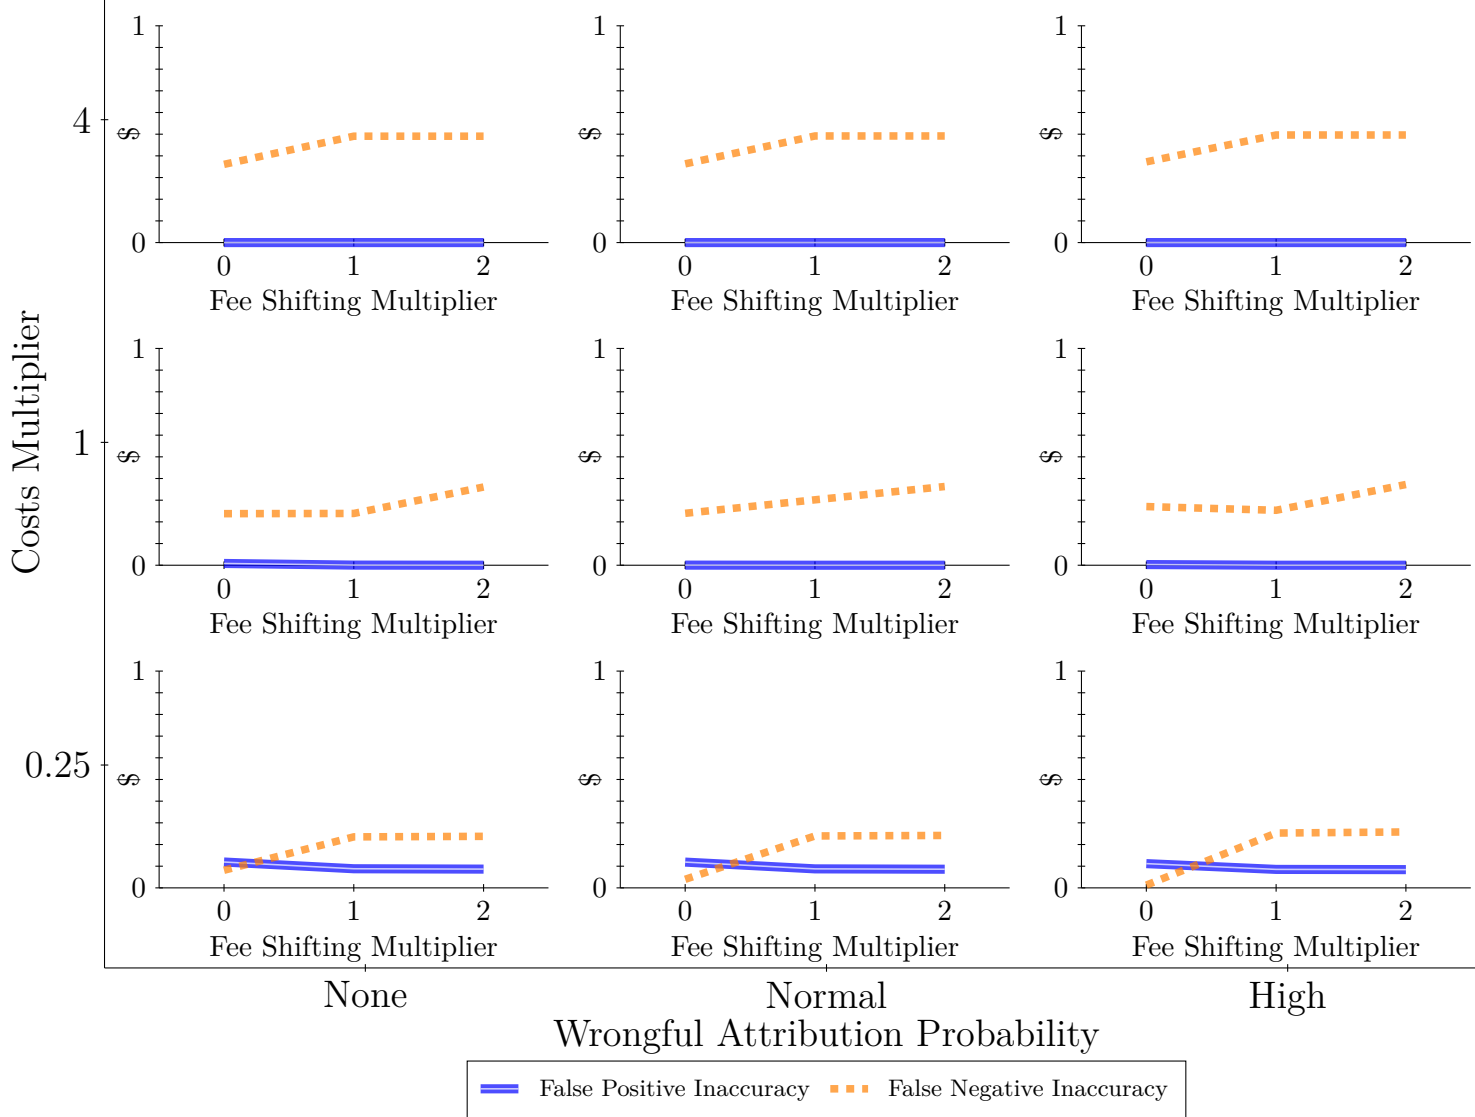 Costs Multiplier
4
1
0.25
1
$
0
0 1 2
Fee Shifting Multiplier
1
$
0
0 1 2
Fee Shifting Multiplier
1
$
0
0 1 2
Fee Shifting Multiplier
1
$
0
0 1 2
Fee Shifting Multiplier
1
$
0
0 1 2
Fee Shifting Multiplier
1
$
0
0 1 2
Fee Shifting Multiplier
1
$
0
0 1 2
Fee Shifting Multiplier
1
$
0
0 1 2
Fee Shifting Multiplier
1
$
0
0 1 2
Fee Shifting Multiplier
None Normal High
Wrongful Attribution Probability
False Positive Inaccuracy False Negative Inaccuracy